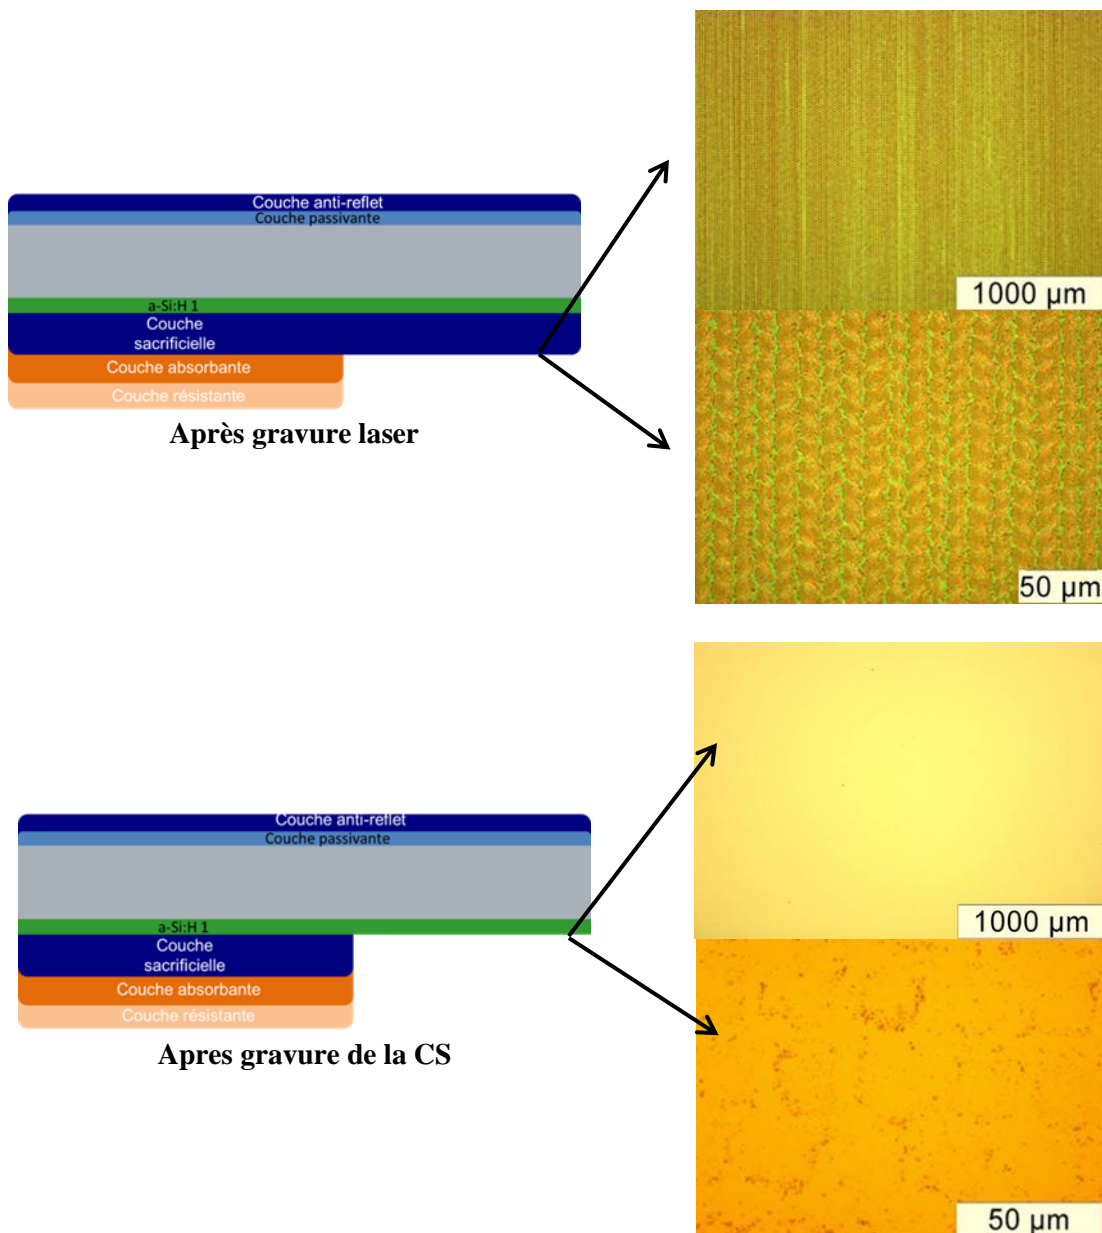 Couche anti-reflet
Couche passivante
a-Si:H 1
Couche
sacrificielle
Couche absorbante
Couche résistante
Après gravure laser
1000 µm
50 µm
Couche anti-reflet
Couche passivante
a-Si:H 1
Couche
sacrificielle
Couche absorbante
Couche résistante
Apres gravure de la CS
1000 µm
50 µm